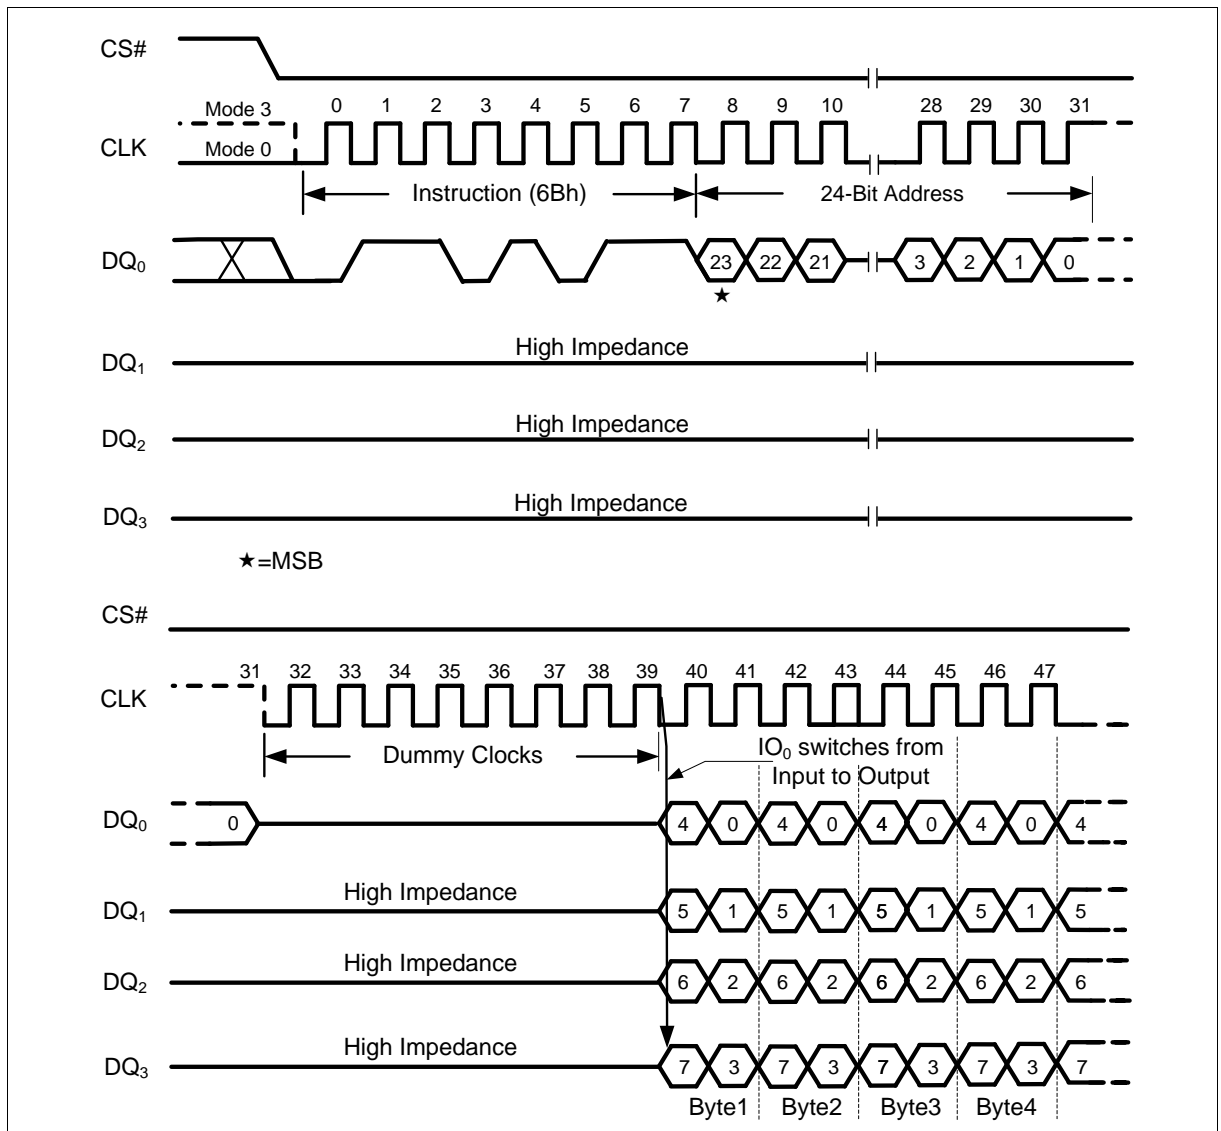 CS#
Mode 3 0 1 2 3 4 5 6 7 8 9 10 28 29 30 31
CLK
Mode 0
Instruction (6Bh) 24-Bit Address
DQ0 23 22 21 3 2 1 0
★
High Impedance
DQ1
High Impedance
DQ2
High Impedance
DQ3
★=MSB
CS#
31 32 33 34 35 36 37 38 39 40 41 42 43 44 45 46 47
CLK
Dummy Clocks
IO0 switches from
Input to Output
DQ0 0 4 0 4 0 4 0 4 0 4
High Impedance
DQ1 5 1 5 1 5 1 5 1 5
High Impedance
DQ2 6 2 6 2 6 2 6 2 6
High Impedance
DQ3 7 3 7 3 7 3 7 3 7
Byte1 Byte2 Byte3 Byte4